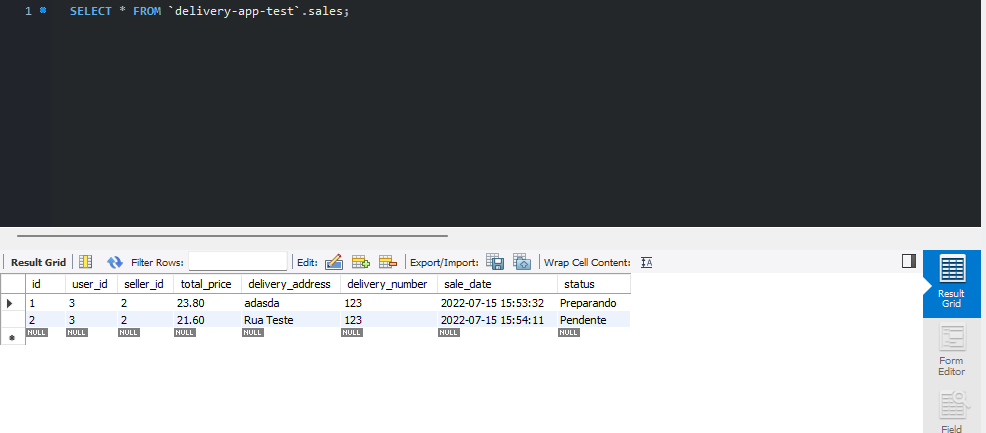 1 SELECT * FROM `delivery-app-test`.sales;
Result Grid Filter Rows: Edit: Export/Import: Wrap Cell Content: IA
id user_id seller_id total_price delivery_address delivery_number sale_date status
1 3 2 23.80 adasda 123 2022-07-15 15:53:32 Preparando
2 3 2 21.60 Rua Teste 123 2022-07-15 15:54:11 Pendente
NULL NULL NULL NULL NULL NULL NULL NULL
Result
Grid
Form
Editor
Field